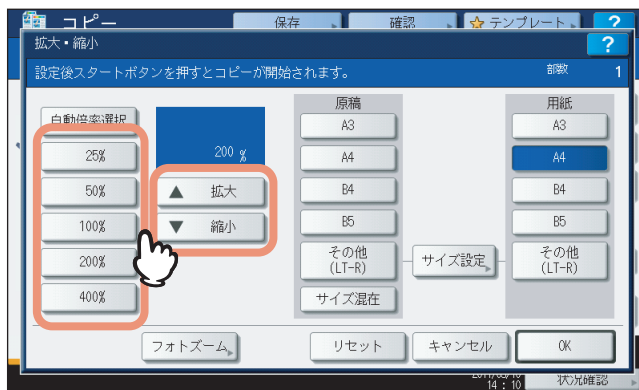 コピー
保存
確認
テンプレート
?
拡大・縮小
?
設定後スタートボタンを押すとコピーが開始されます。
部数 1
自動倍率選択
25%
50%
100%
200%
400%
200 %
▲ 拡大
▼ 縮小
原稿
A3
A4
B4
B5
その他
(LT-R)
サイズ混在
サイズ設定
用紙
A3
A4
B4
B5
その他
(LT-R)
フォトズーム
リセット
キャンセル
OK
14 : 10
状況確認